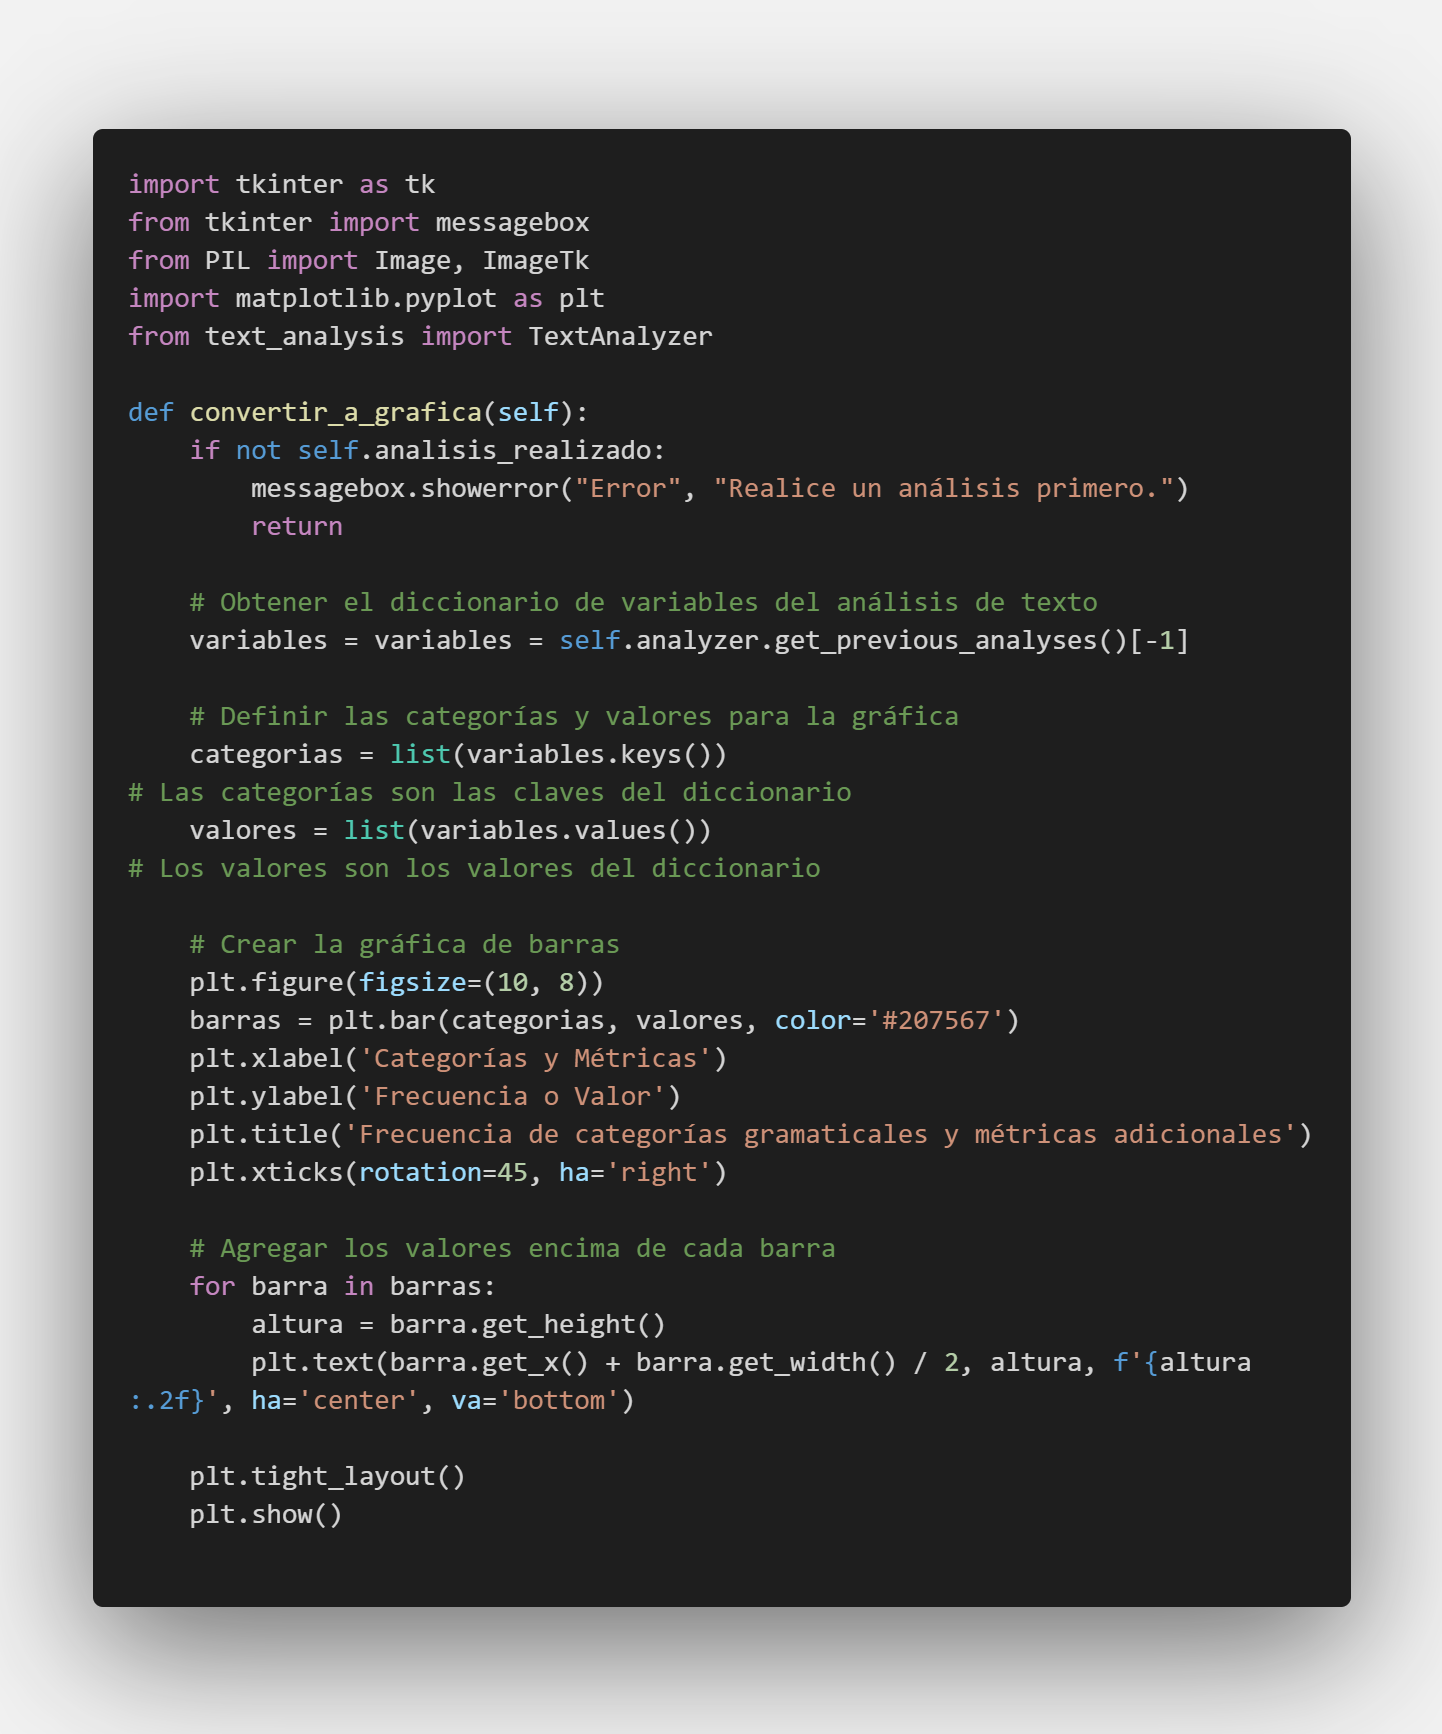 import tkinter as tk
from tkinter import messagebox
from PIL import Image, ImageTk
import matplotlib.pyplot as plt
from text_analysis import TextAnalyzer

def convertir_a_grafica(self):
    if not self.analisis_realizado:
        messagebox.showerror("Error", "Realice un análisis primero.")
        return

    # Obtener el diccionario de variables del análisis de texto
    variables = variables = self.analyzer.get_previous_analyses()[-1]

    # Definir las categorías y valores para la gráfica
    categorias = list(variables.keys())
# Las categorías son las claves del diccionario
    valores = list(variables.values())
# Los valores son los valores del diccionario

    # Crear la gráfica de barras
    plt.figure(figsize=(10, 8))
    barras = plt.bar(categorias, valores, color='#207567')
    plt.xlabel('Categorías y Métricas')
    plt.ylabel('Frecuencia o Valor')
    plt.title('Frecuencia de categorías gramaticales y métricas adicionales')
    plt.xticks(rotation=45, ha='right')

    # Agregar los valores encima de cada barra
    for barra in barras:
        altura = barra.get_height()
        plt.text(barra.get_x() + barra.get_width() / 2, altura, f'{altura
:.2f}', ha='center', va='bottom')

    plt.tight_layout()
    plt.show()